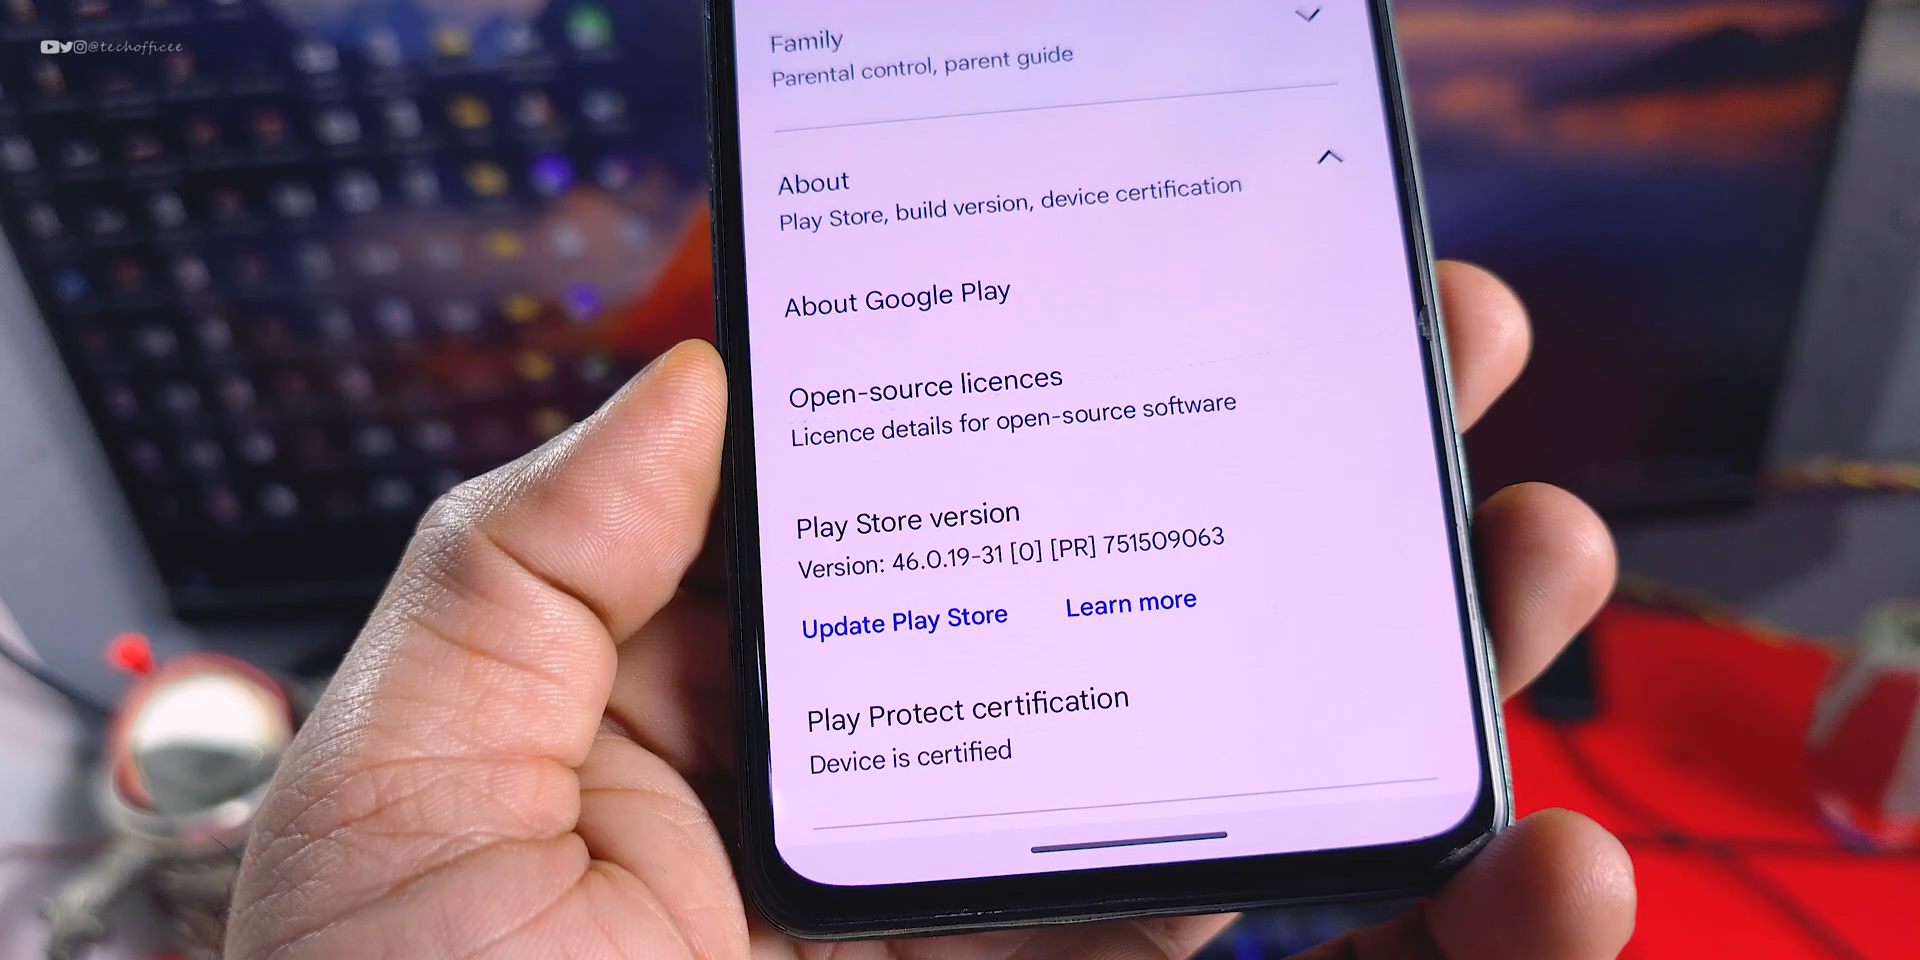 @techofficee
Family
Parental control, parent guide
About
Play Store, build version, device certification
About Google Play
Open-source licences
Licence details for open-source software
Play Store version
Version: 46.0.19-31 [0] [PR] 751509063
Update Play Store
Learn more
Play Protect certification
Device is certified